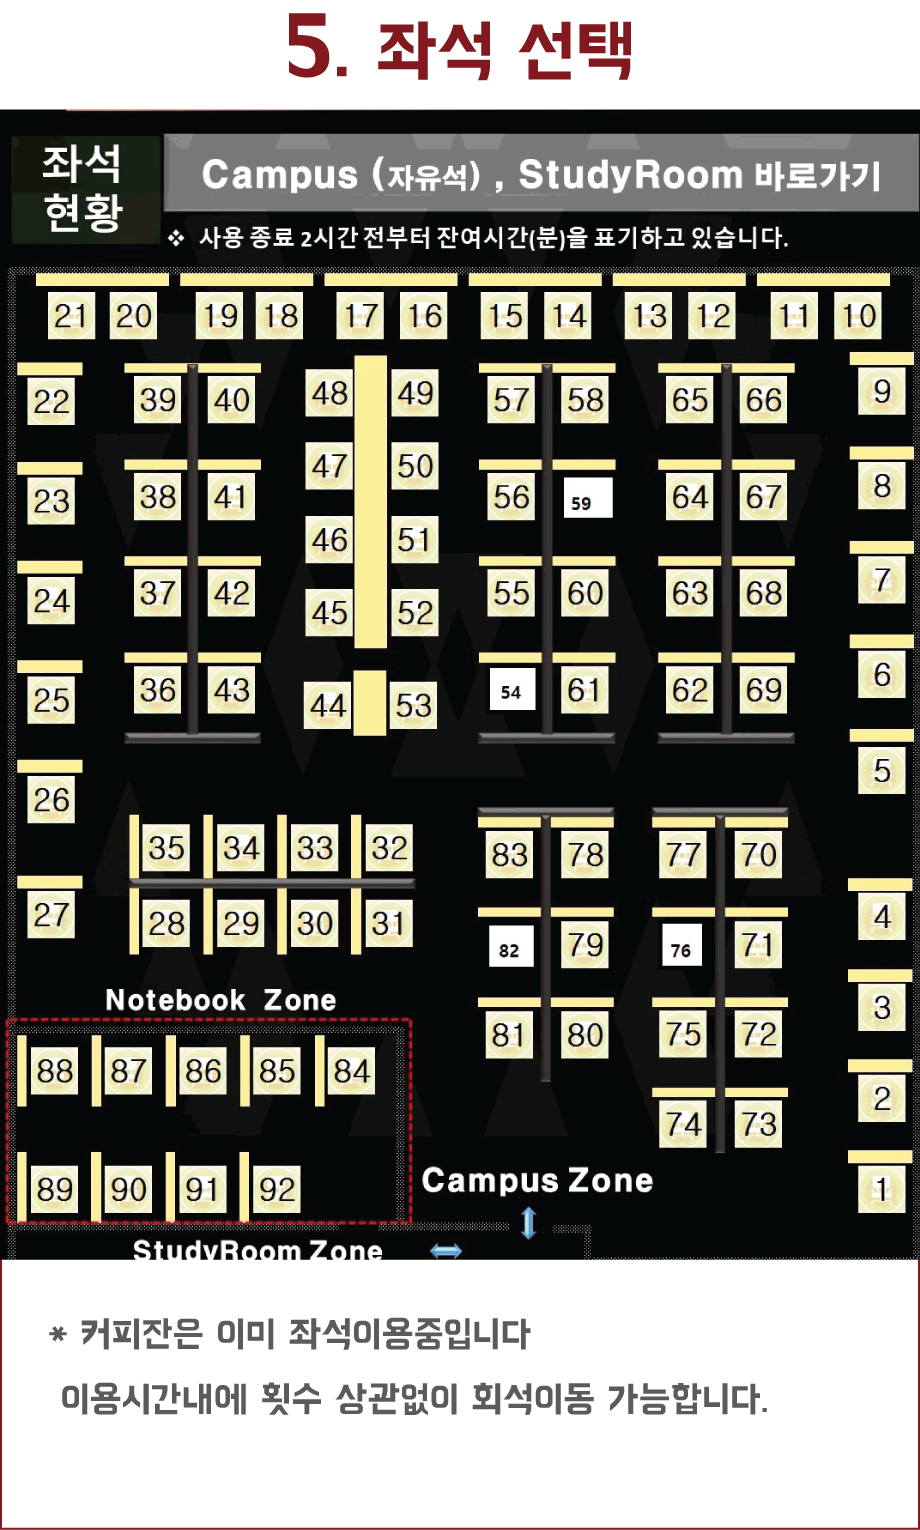 5. 좌석 선택
좌석
현황
Campus (자유석) , StudyRoom 바로가기
❖ 사용 종료 2시간 전부터 잔여시간(분)을 표기하고 있습니다.
21 20 19 18 17 16 15 14 13 12 11 10
22 39 40 48 49 57 58 65 66 9
23 38 41 47 50 56 59 64 67 8
24 37 42 46 51 55 60 63 68 7
25 36 43 45 52 54 61 62 69 6
44 53
26 5
35 34 33 32 83 78 77 70
27 28 29 30 31 82 79 76 71 4
Notebook Zone
81 80 75 72 3
88 87 86 85 84
74 73 2
89 90 91 92 Campus Zone 1
StudyRoom Zone
* 커피잔은 이미 좌석이용중입니다
이용시간내에 횟수 상관없이 회석이동 가능합니다.